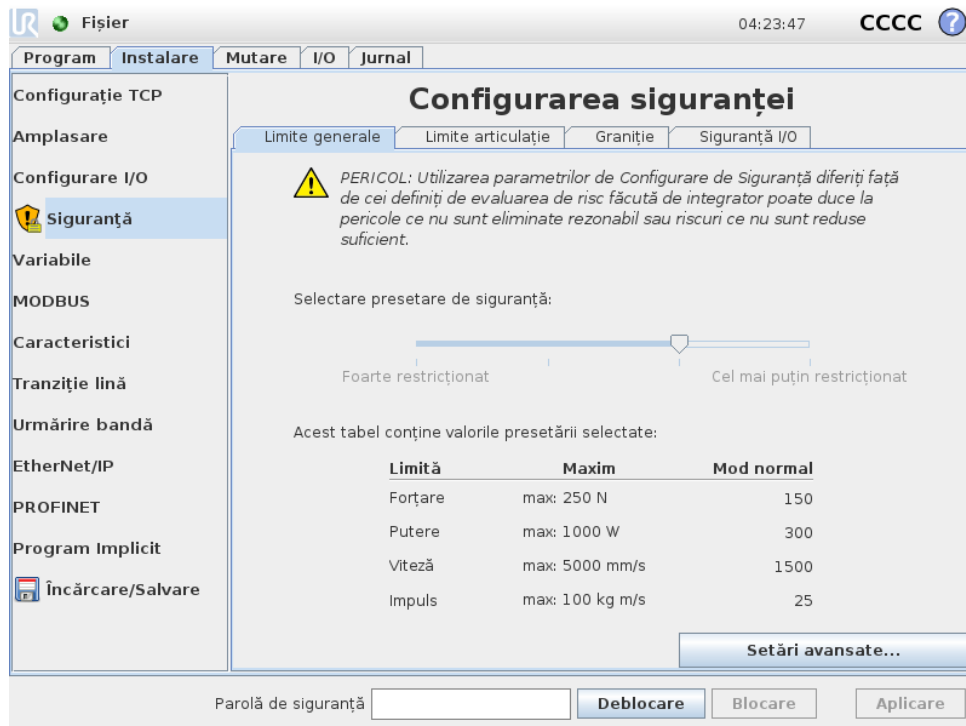 UR Fișier 04:23:47 CCCC ?
Program Instalare Mutare I/O Jurnal
Configurație TCP
Amplasare
Configurare I/O
Siguranță
Variabile
MODBUS
Caracteristici
Tranziție lină
Urmărire bandă
EtherNet/IP
PROFINET
Program Implicit
Încărcare/Salvare
Configurarea siguranței
Limite generale Limite articulație Graniție Siguranță I/O
PERICOL: Utilizarea parametrilor de Configurare de Siguranță diferiți față
de cei definiți de evaluarea de risc făcută de integrator poate duce la
pericole ce nu sunt eliminate rezonabil sau riscuri ce nu sunt reduse
suficient.
Selectare presetare de siguranță:
Foarte restricționat Cel mai puțin restricționat
Acest tabel conține valorile presetării selectate:
Limită Maxim Mod normal
Forțare max: 250 N 150
Putere max: 1000 W 300
Viteză max: 5000 mm/s 1500
Impuls max: 100 kg m/s 25
Setări avansate...
Parolă de siguranță Deblocare Blocare Aplicare